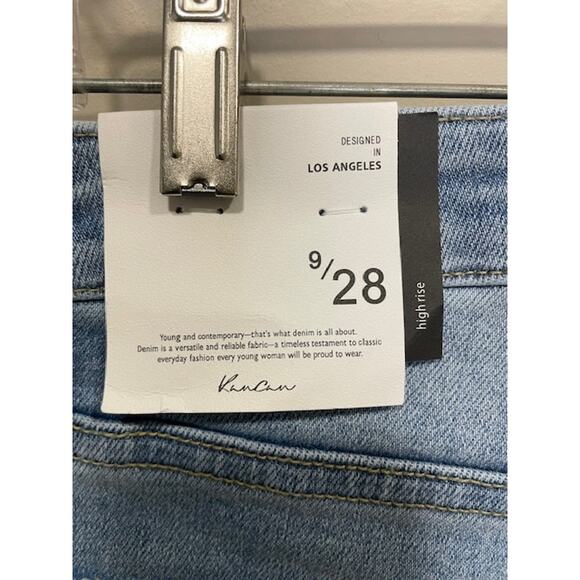 DESIGNED
IN
LOS ANGELES
9/28
high rise
Young and contemporary—that's what denim is all about.
Denim is a versatile and reliable fabric—a timeless testament to classic
everyday fashion every young woman will be proud to wear.
KanCan